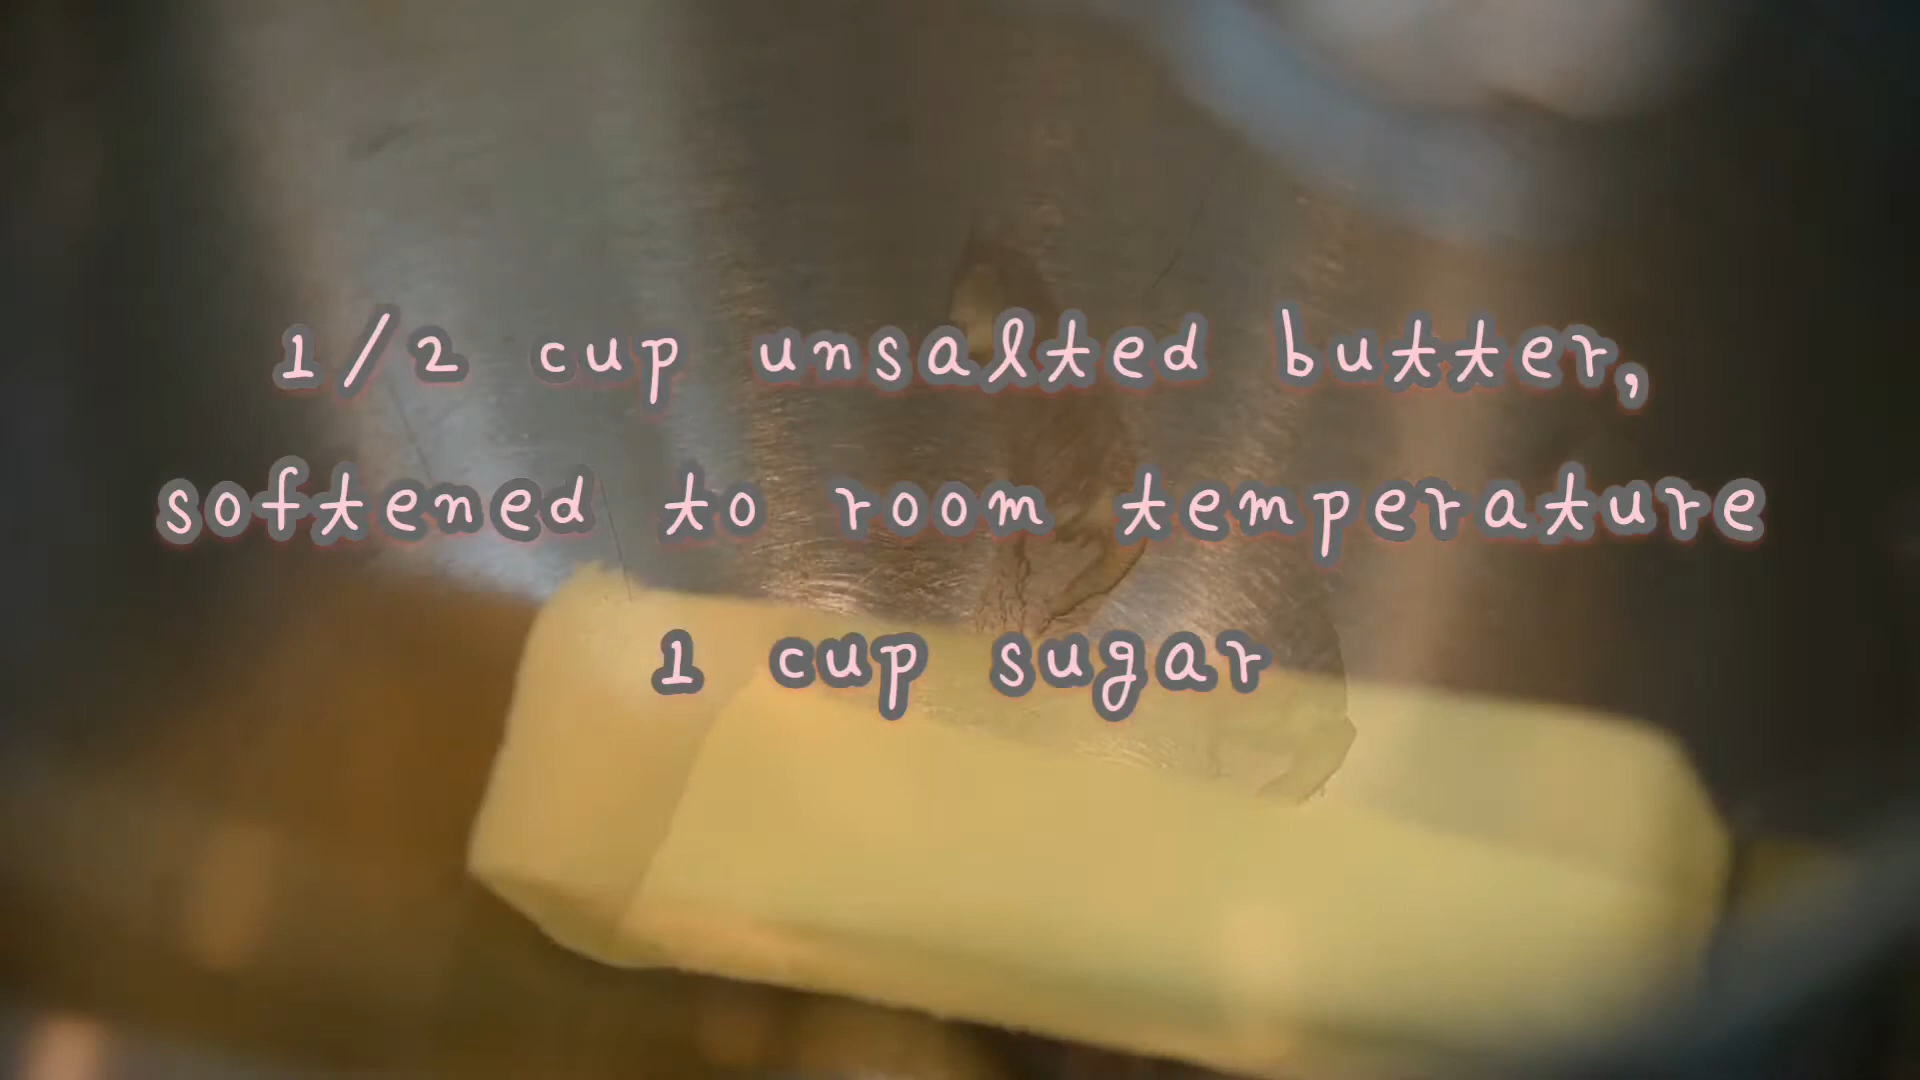 1/2 cup unsalted butter,
softened to room temperature
1 cup sugar